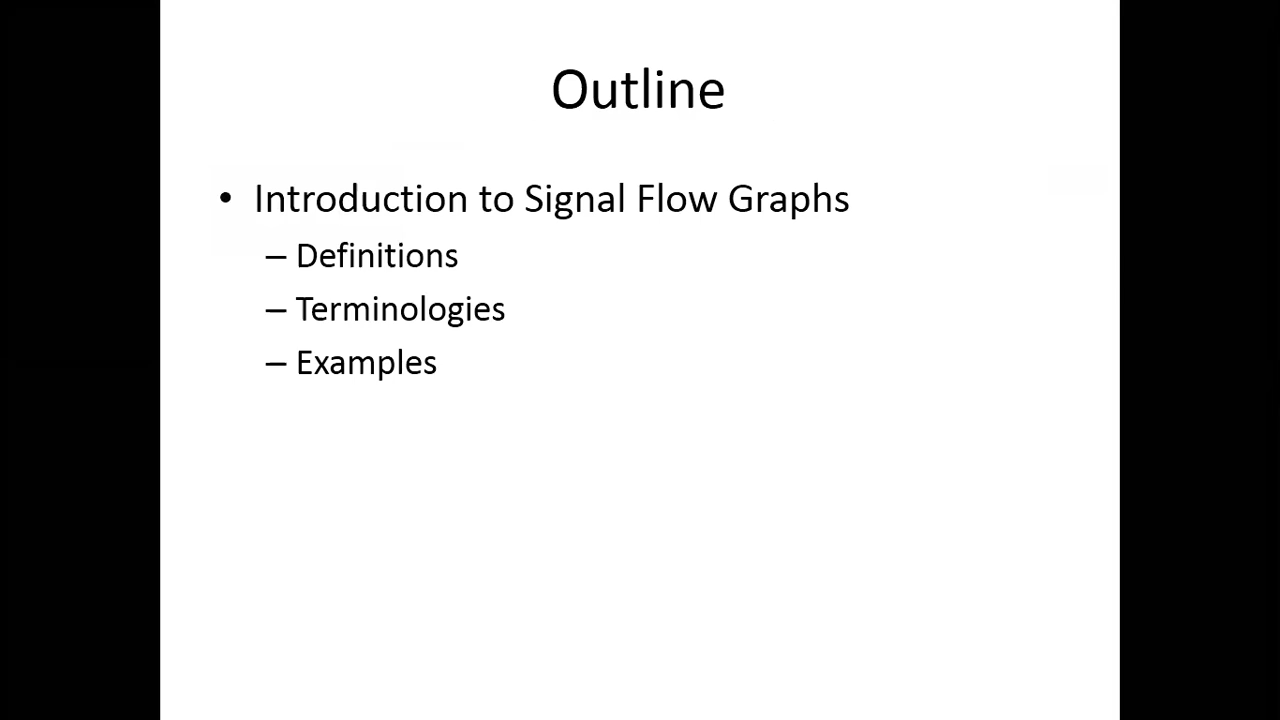 Outline
• Introduction to Signal Flow Graphs
– Definitions
– Terminologies
– Examples